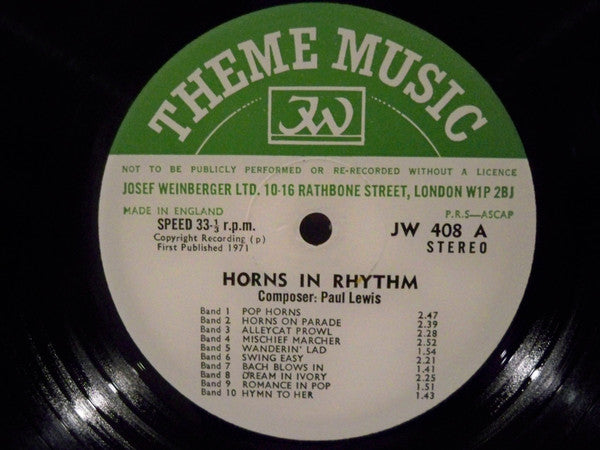 THEME MUSIC
JW
NOT TO BE PUBLICLY PERFORMED OR RE-RECORDED WITHOUT A LICENCE
JOSEF WEINBERGER LTD. 10-16 RATHBONE STREET, LONDON W1P 2BJ
MADE IN ENGLAND P.R.S—ASCAP
SPEED 33-⅓ r.p.m. JW 408 A
Copyright Recording (p) STEREO
First Published 1971
HORNS IN RHYTHM
Composer: Paul Lewis
Band 1 POP HORNS 2.47
Band 2 HORNS ON PARADE 2.39
Band 3 ALLEYCAT PROWL 2.28
Band 4 MISCHIEF MARCHER 2.52
Band 5 WANDERIN' LAD 1.54
Band 6 SWING EASY 2.21
Band 7 BACH BLOWS IN 1.41
Band 8 DREAM IN IVORY 2.25
Band 9 ROMANCE IN POP 1.51
Band 10 HYMN TO HER 1.43